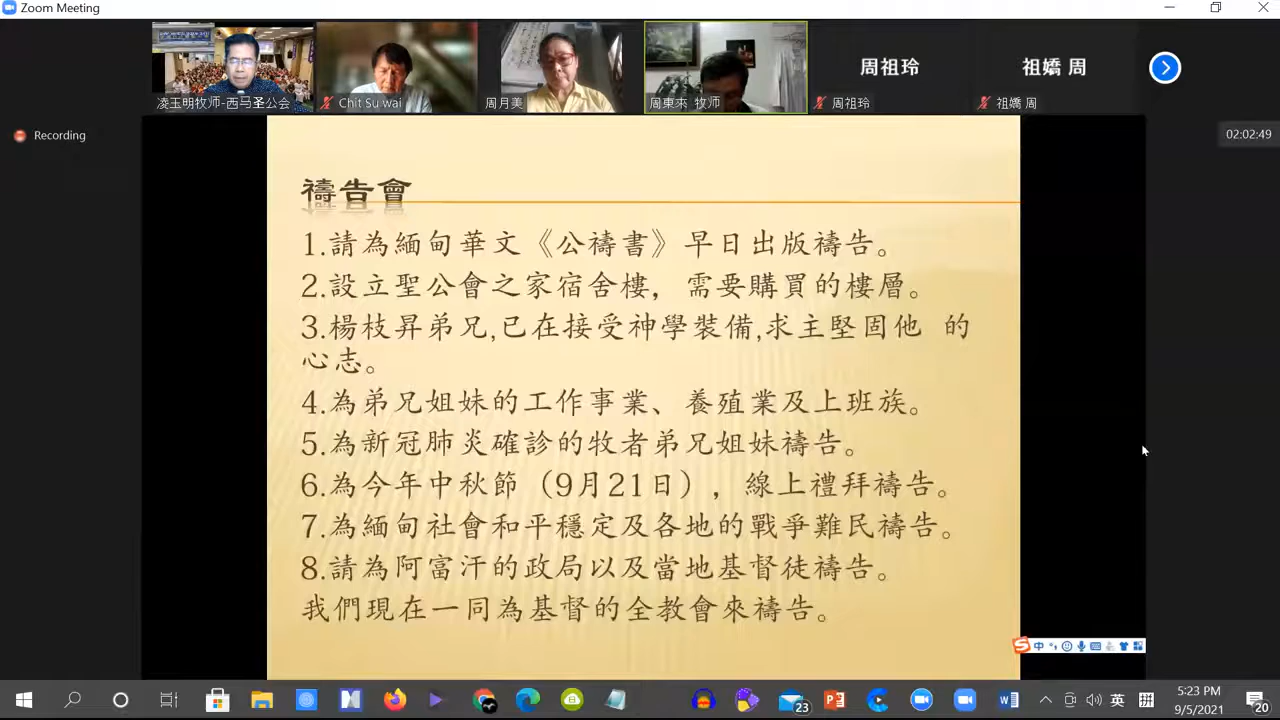 Zoom Meeting
周祖玲
祖嬌 周
凌玉明牧师-西马圣公会
Chit Su wai
周月美
周東來 牧师
周祖玲
祖嬌 周
Recording
02:02:49
禱告會
1.請為緬甸華文《公禱書》早日出版禱告。
2.設立聖公會之家宿舍樓，需要購買的樓層。
3.楊枝昇弟兄,已在接受神學裝備,求主堅固他 的
心志。
4.為弟兄姐妹的工作事業、養殖業及上班族。
5.為新冠肺炎確診的牧者弟兄姐妹禱告。
6.為今年中秋節（9月21日），線上禮拜禱告。
7.為緬甸社會和平穩定及各地的戰爭難民禱告。
8.請為阿富汗的政局以及當地基督徒禱告。
我們現在一同為基督的全教會來禱告。
中
23
英
拼
5:23 PM
9/5/2021
20